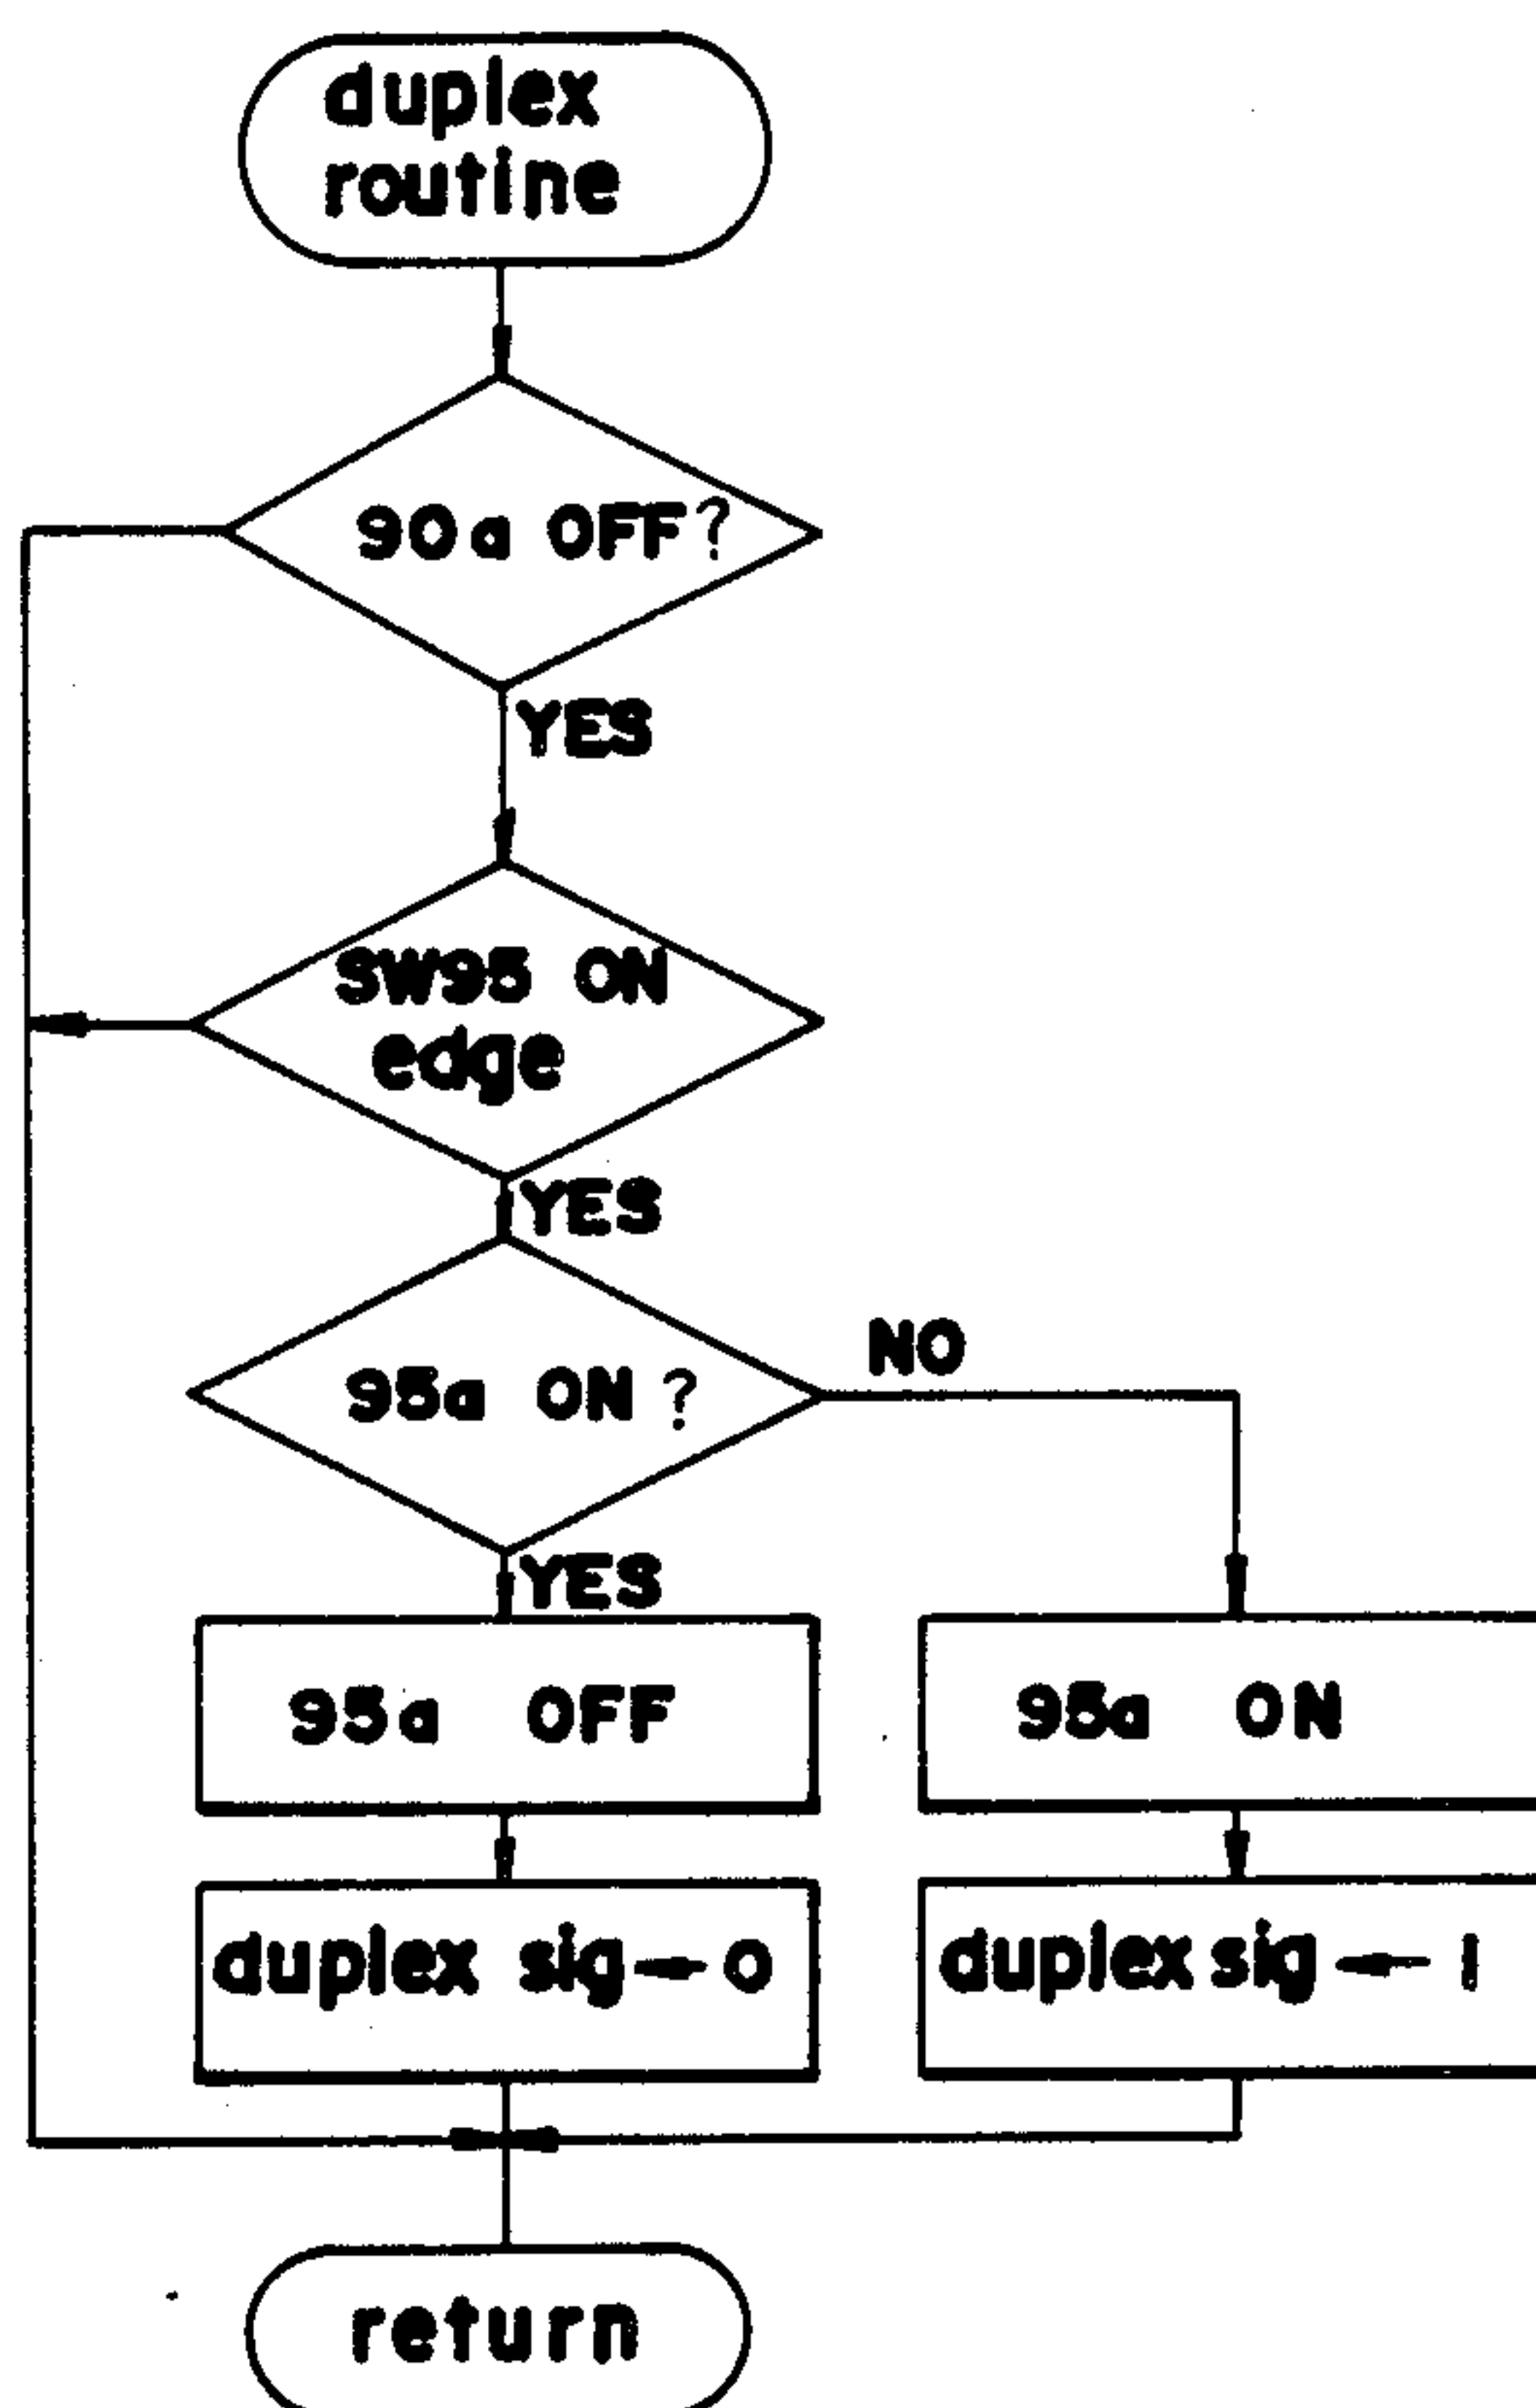 duplex
routine
90a OFF?
YES
SW95 ON
edge
YES
95a ON ?
NO
YES
95a OFF
95a ON
duplex sig ← 0
duplex sig ← 1
return